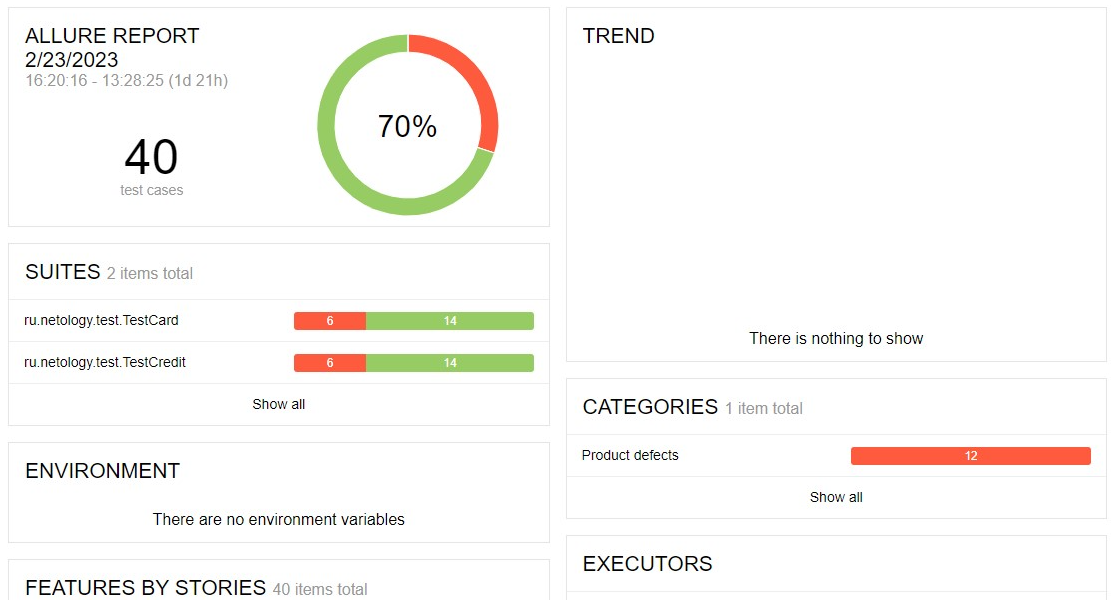 ALLURE REPORT
2/23/2023
16:20:16 - 13:28:25 (1d 21h)
40
test cases
70%
SUITES 2 items total
ru.netology.test.TestCard 6 14
ru.netology.test.TestCredit 6 14
Show all
ENVIRONMENT
There are no environment variables
FEATURES BY STORIES 40 items total
TREND
There is nothing to show
CATEGORIES 1 item total
Product defects 12
Show all
EXECUTORS